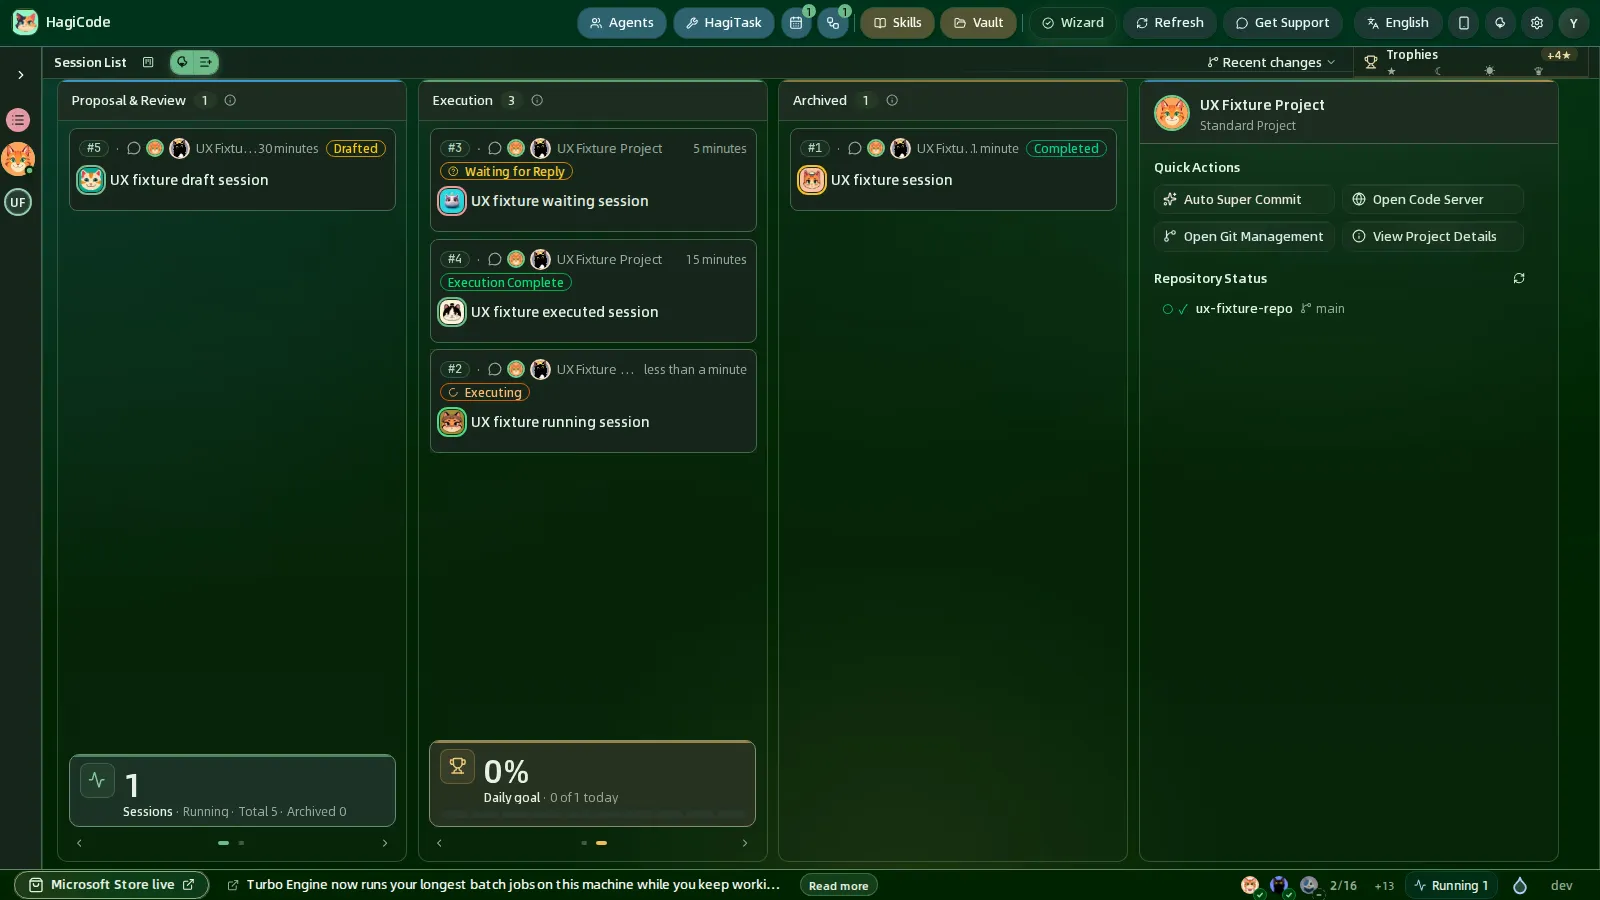 HagiCode
Agents
HagiTask
1
1
Skills
Vault
Wizard
Refresh
Get Support
English
Y
Session List
Recent changes
Trophies
+4★
Proposal & Review 1
#5 · UX Fixtu...30 minutes Drafted
UX fixture draft session
1
Sessions · Running · Total 5 · Archived 0
Execution 3
#3 · UX Fixture Project 5 minutes
Waiting for Reply
UX fixture waiting session
#4 · UX Fixture Project 15 minutes
Execution Complete
UX fixture executed session
#2 · UX Fixture ... less than a minute
Executing
UX fixture running session
0%
Daily goal · 0 of 1 today
Archived 1
#1 · UX Fixtu...1 minute Completed
UX fixture session
UX Fixture Project
Standard Project
Quick Actions
Auto Super Commit
Open Code Server
Open Git Management
View Project Details
Repository Status
ux-fixture-repo main
UF
Microsoft Store live
Turbo Engine now runs your longest batch jobs on this machine while you keep worki...
Read more
2/16
+13
Running 1
dev